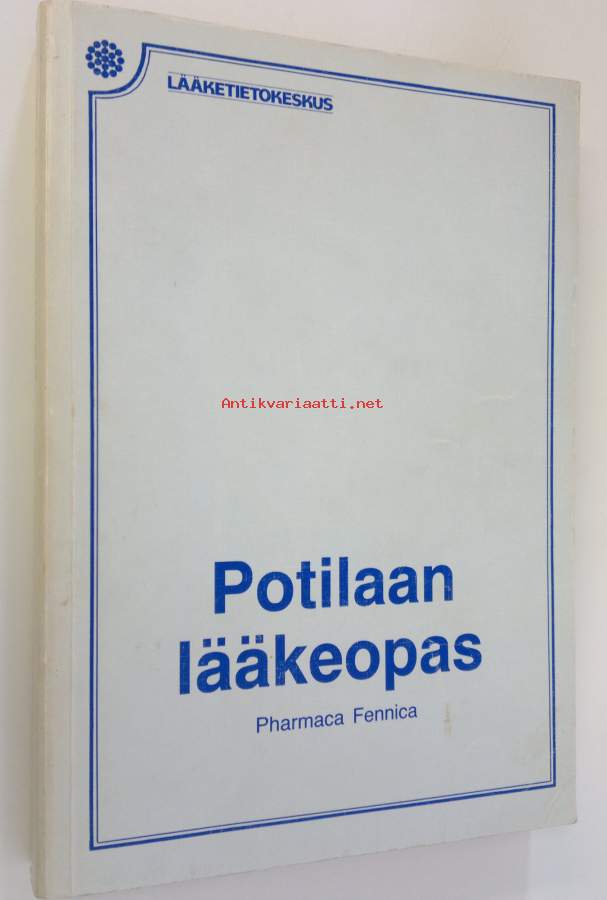 LÄÄKETIETOKESKUS
Antikvariaatti.net
Potilaan
lääkeopas
Pharmaca Fennica